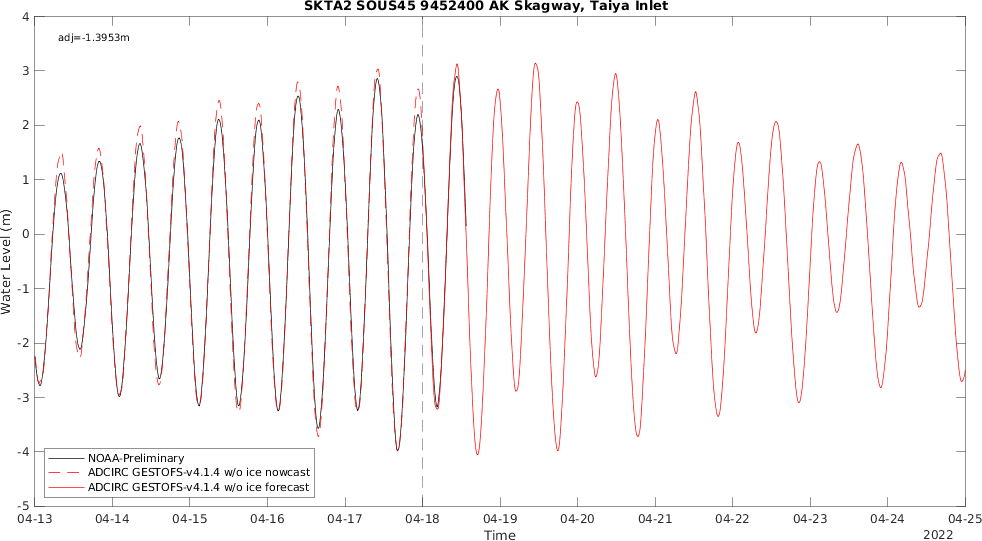 SKTA2 SOUS45 9452400 AK Skagway, Taiya Inlet
adj=-1.3953m
4
3
2
1
0
-1
-2
-3
-4
-5
Water Level (m)
NOAA-Preliminary
ADCIRC GESTOFS-v4.1.4 w/o ice nowcast
ADCIRC GESTOFS-v4.1.4 w/o ice forecast
04-13 04-14 04-15 04-16 04-17 04-18 04-19 04-20 04-21 04-22 04-23 04-24 04-25
Time
2022